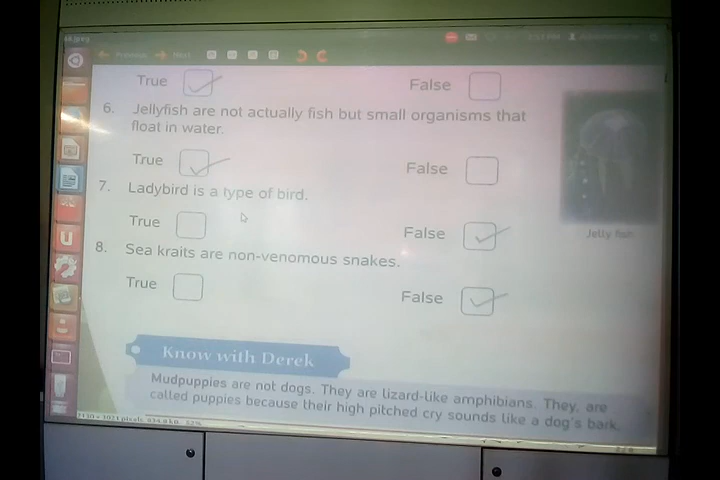 Previous
Next
True False
6. Jellyfish are not actually fish but small organisms that
float in water.
True False
7. Ladybird is a type of bird.
True False
Jelly fish
8. Sea kraits are non-venomous snakes.
True False
Know with Derek
Mudpuppies are not dogs. They are lizard-like amphibians. They, are
called puppies because their high pitched cry sounds like a dog's bark.